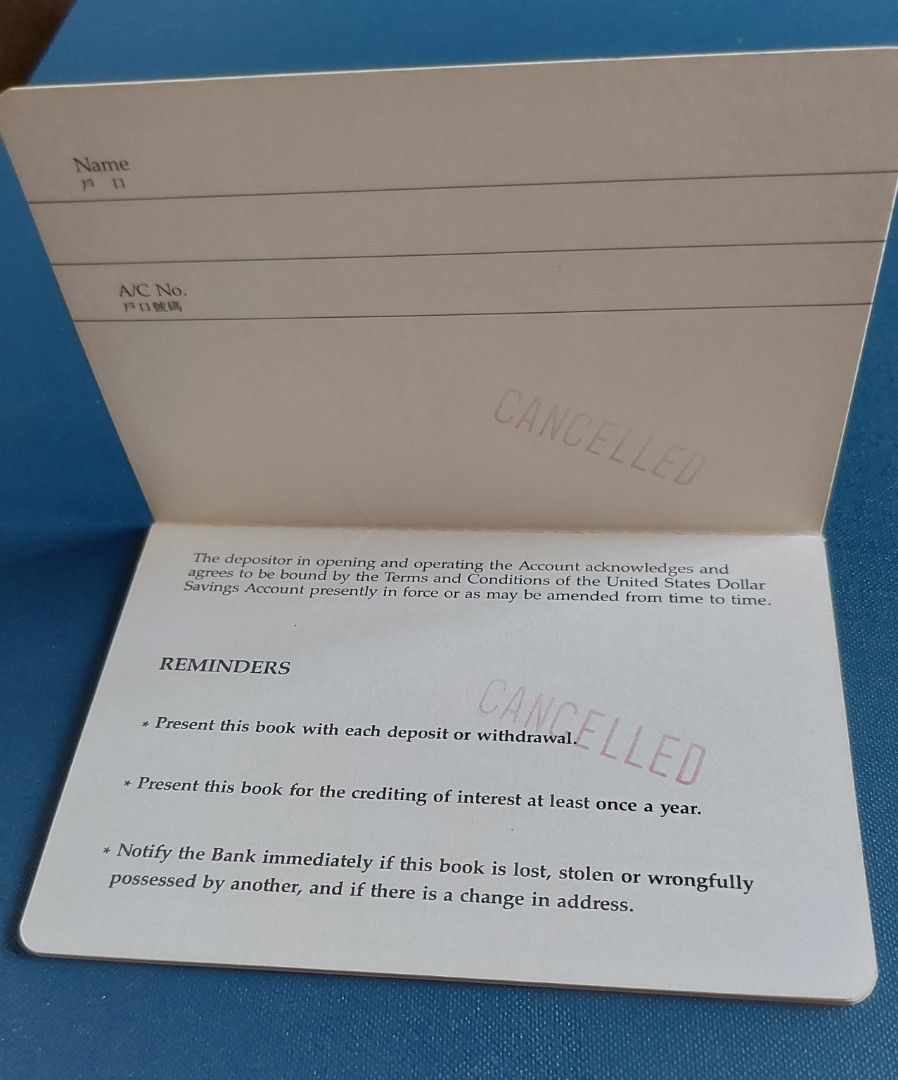 Name
戶 口
A/C No.
戶口號碼
CANCELLED
The depositor in opening and operating the Account acknowledges and
agrees to be bound by the Terms and Conditions of the United States Dollar
Savings Account presently in force or as may be amended from time to time.
REMINDERS
CANCELLED
* Present this book with each deposit or withdrawal.
* Present this book for the crediting of interest at least once a year.
* Notify the Bank immediately if this book is lost, stolen or wrongfully
possessed by another, and if there is a change in address.